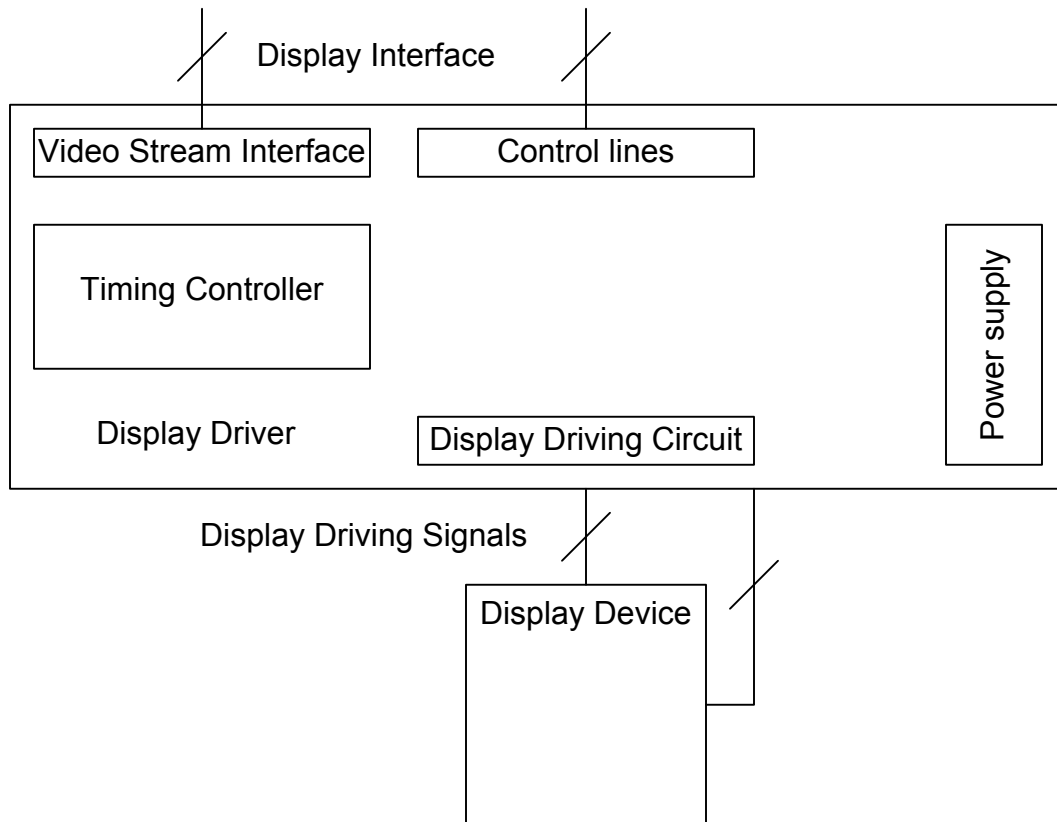 Display Interface
Video Stream Interface
Control lines
Timing Controller
Power supply
Display Driver
Display Driving Circuit
Display Driving Signals
Display Device